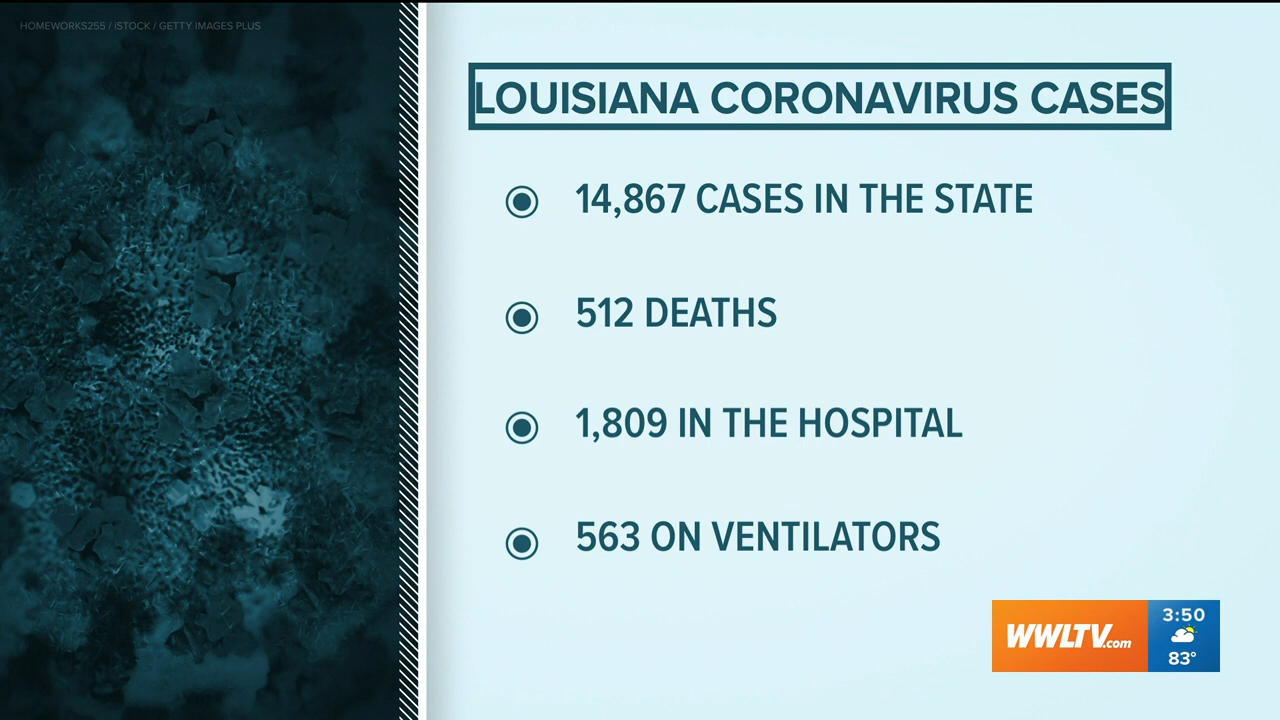 HOMEWORKS255 / iSTOCK / GETTY IMAGES PLUS
LOUISIANA CORONAVIRUS CASES
14,867 CASES IN THE STATE
512 DEATHS
1,809 IN THE HOSPITAL
563 ON VENTILATORS
WWLTV.com
3:50
83°